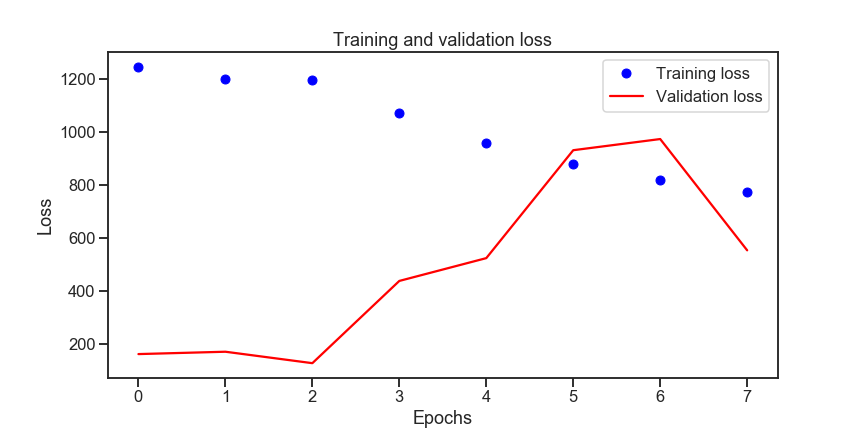 Training and validation loss
Training loss
Validation loss
1200
1000
800
600
400
200
Loss
0 1 2 3 4 5 6 7
Epochs